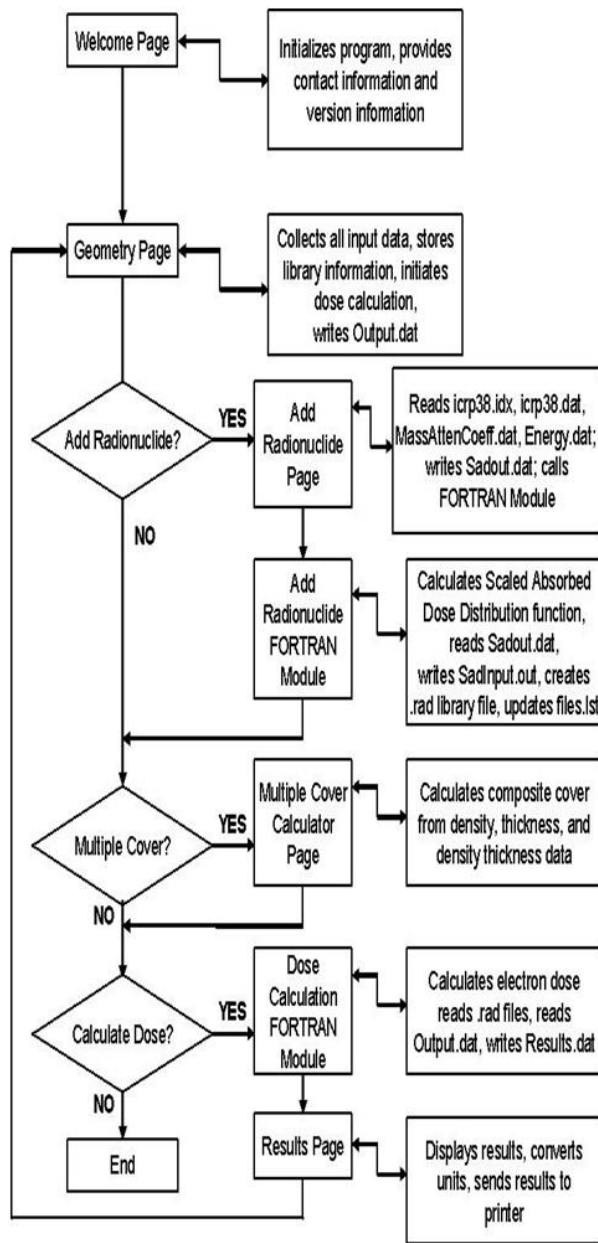 Welcome Page
Initializes program, provides
contact information and
version information
Geometry Page
Collects all input data, stores
library information, initiates
dose calculation,
writes Output.dat
Add Radionuclide?
YES
NO
Add
Radionuclide
Page
Reads icrp38.idx, icrp38.dat,
MassAttenCoeff.dat, Energy.dat;
writes Sadout.dat; calls
FORTRAN Module
Add
Radionuclide
FORTRAN
Module
Calculates Scaled Absorbed
Dose Distribution function,
reads Sadout.dat,
writes SadInput.out, creates
.rad library file, updates files.lst
Multiple Cover?
YES
NO
Multiple Cover
Calculator
Page
Calculates composite cover
from density, thickness, and
density thickness data
Calculate Dose?
YES
NO
Dose
Calculation
FORTRAN
Module
Calculates electron dose
reads .rad files, reads
Output.dat, writes Results.dat
End
Results Page
Displays results, converts
units, sends results to
printer